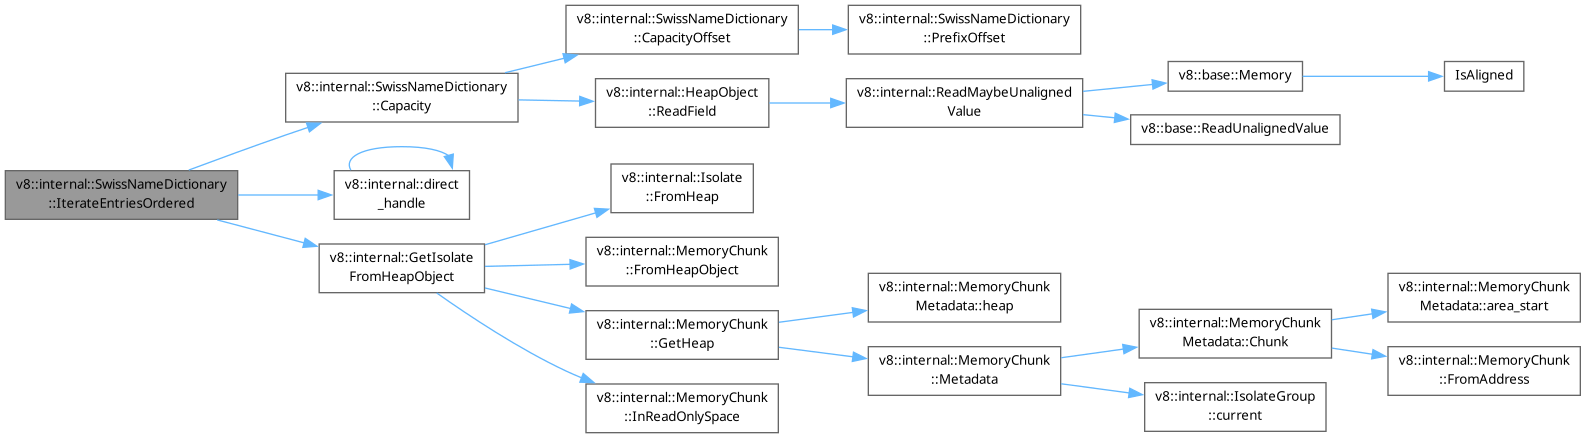 v8::internal::SwissNameDictionary
::IterateEntriesOrdered
v8::internal::SwissNameDictionary
::Capacity
v8::internal::SwissNameDictionary
::CapacityOffset
v8::internal::SwissNameDictionary
::PrefixOffset
v8::internal::HeapObject
::ReadField
v8::internal::ReadMaybeUnaligned
Value
v8::base::Memory
IsAligned
v8::base::ReadUnalignedValue
v8::internal::direct
_handle
v8::internal::GetIsolate
FromHeapObject
v8::internal::Isolate
::FromHeap
v8::internal::MemoryChunk
::FromHeapObject
v8::internal::MemoryChunk
::GetHeap
v8::internal::MemoryChunk
Metadata::heap
v8::internal::MemoryChunk
::Metadata
v8::internal::MemoryChunk
Metadata::Chunk
v8::internal::MemoryChunk
Metadata::area_start
v8::internal::MemoryChunk
::FromAddress
v8::internal::IsolateGroup
::current
v8::internal::MemoryChunk
::InReadOnlySpace